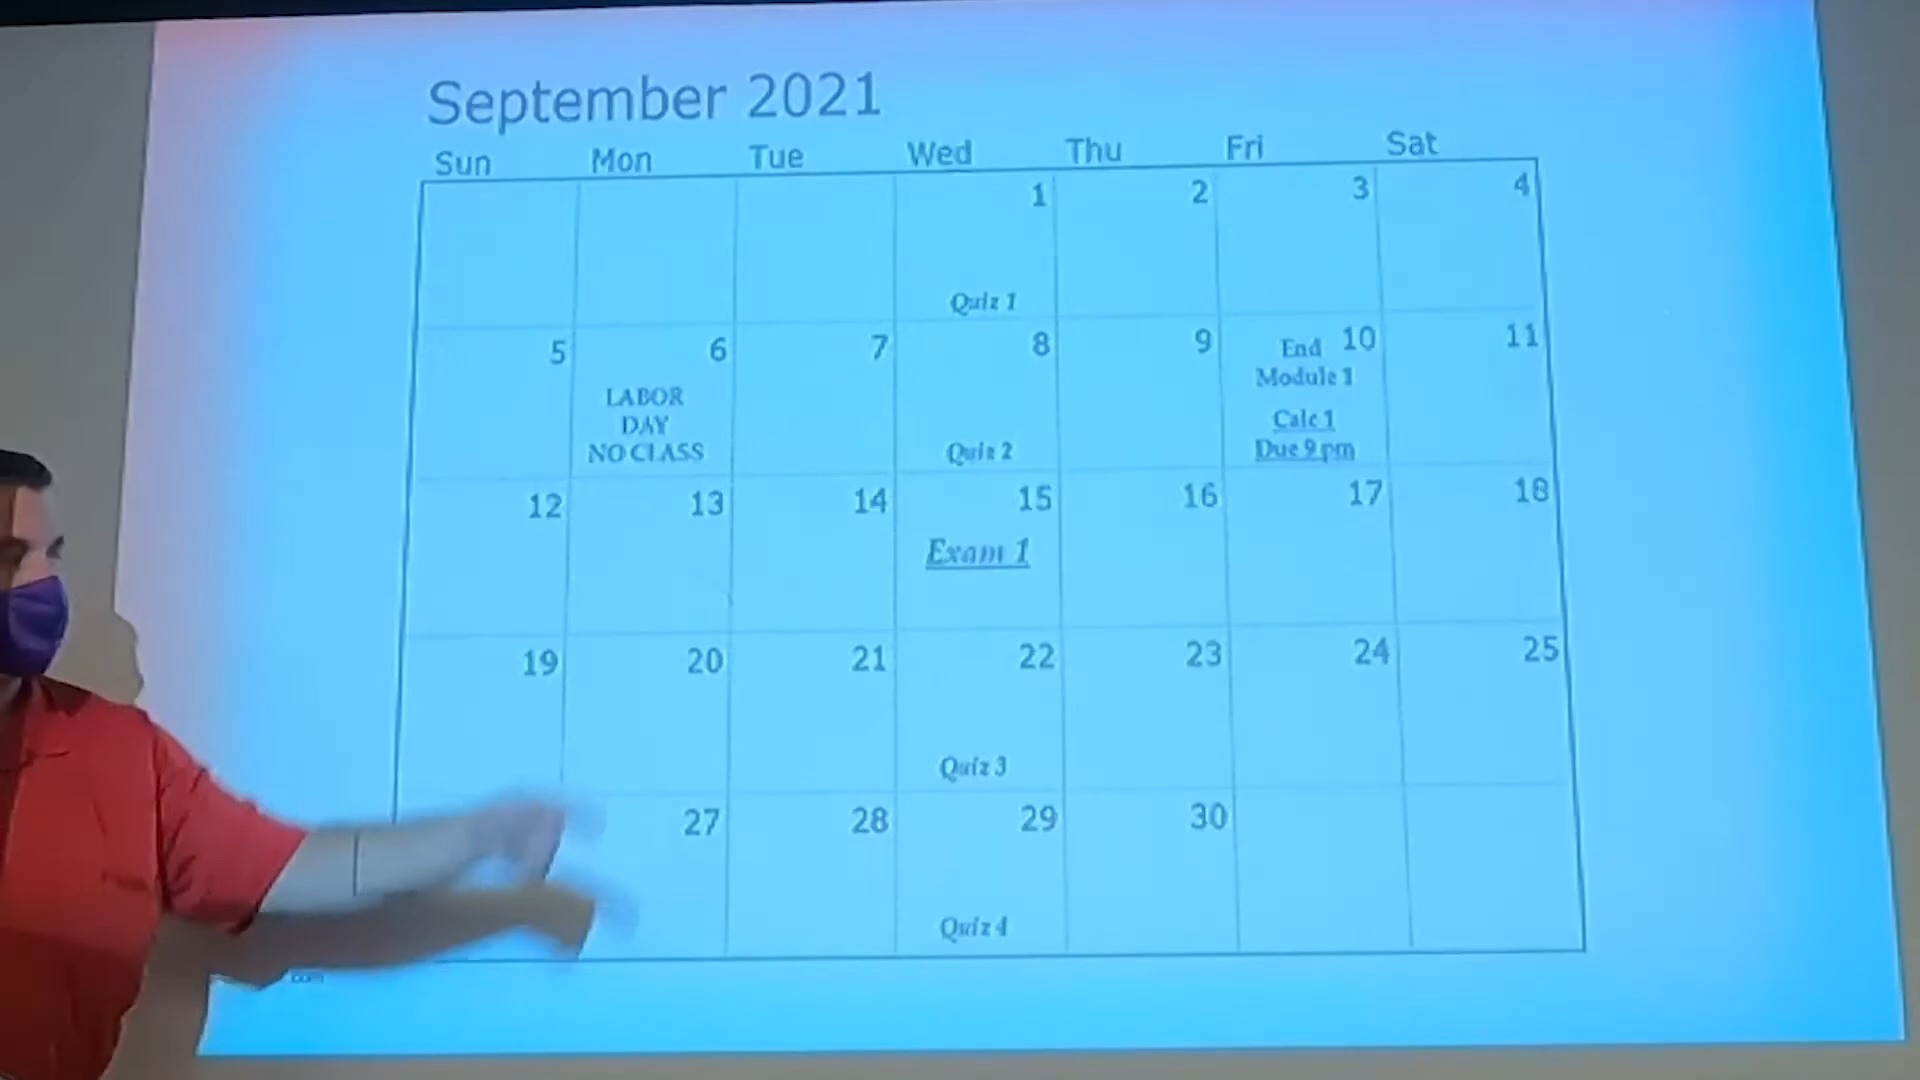 September 2021
Sun Mon Tue Wed Thu Fri Sat
1 2 3 4
Quiz 1
5 6 7 8 9 10 11
LABOR
DAY
NO CLASS
Quiz 2
End
Module 1
Calc 1
Due 9 pm
12 13 14 15 16 17 18
Exam 1
19 20 21 22 23 24 25
Quiz 3
27 28 29 30
Quiz 4